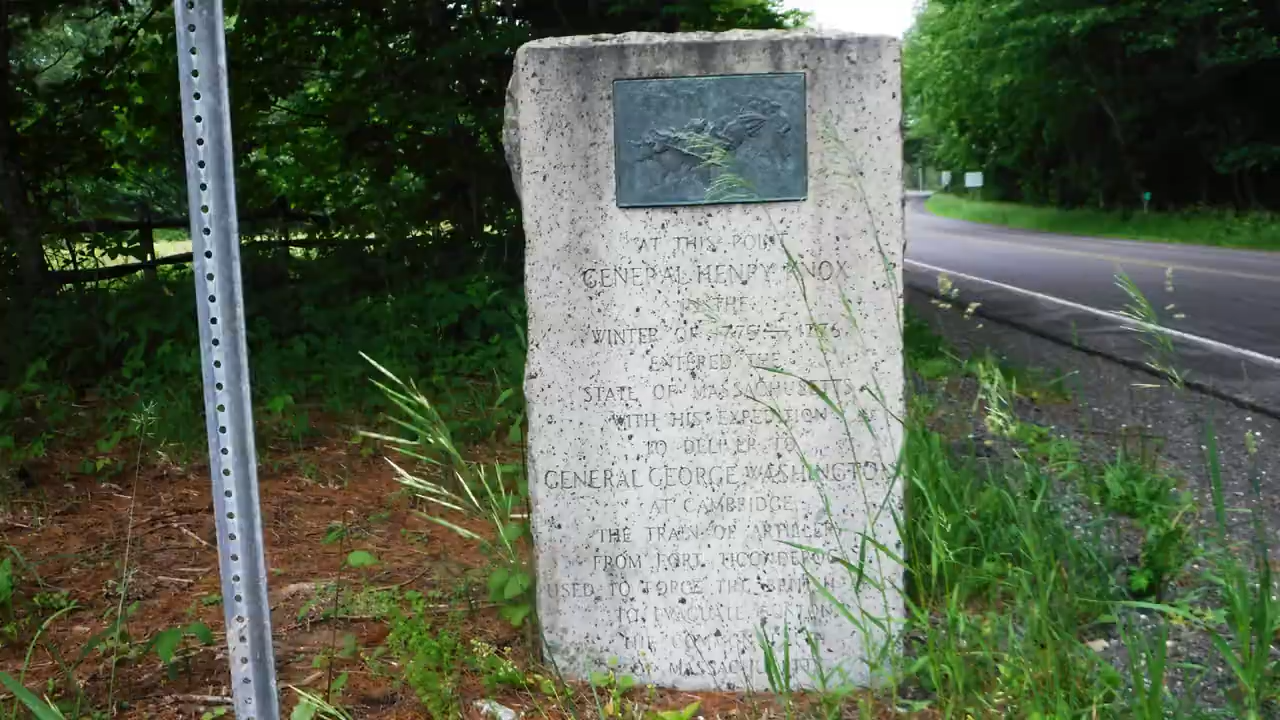 AT THIS POINT
GENERAL HENRY KNOX
IN THE
WINTER OF 1775 — 1776
ENTERED THE
STATE OF MASSACHUSETTS
WITH HIS EXPEDITION
TO DELIVER TO
GENERAL GEORGE WASHINGTON
AT CAMBRIDGE
THE TRAIN OF ARTILLERY
FROM FORT TICONDEROGA
USED TO FORCE THE BRITISH
TO EVACUATE BOSTON
OF MASSACHUSETTS